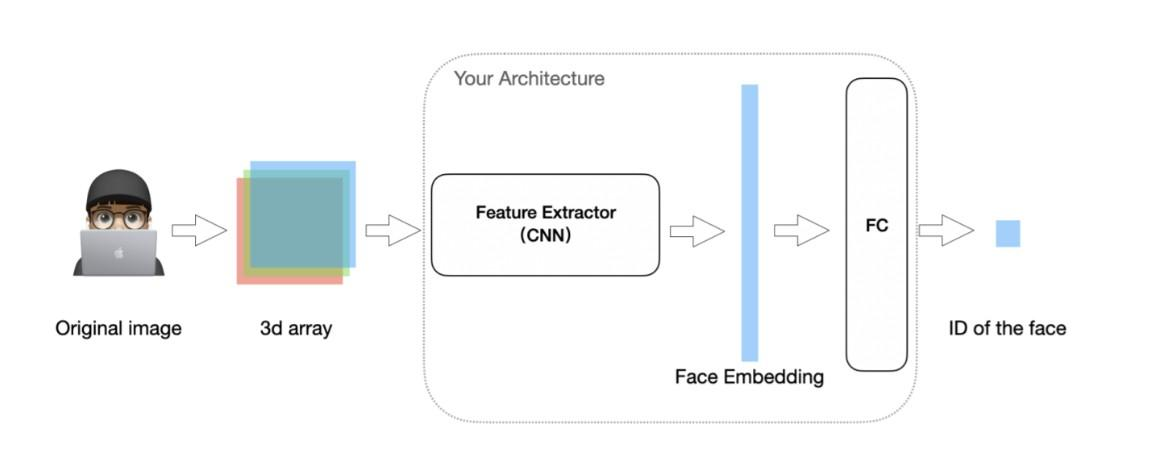 Your Architecture
Feature Extractor
(CNN)
FC
Original image
3d array
Face Embedding
ID of the face